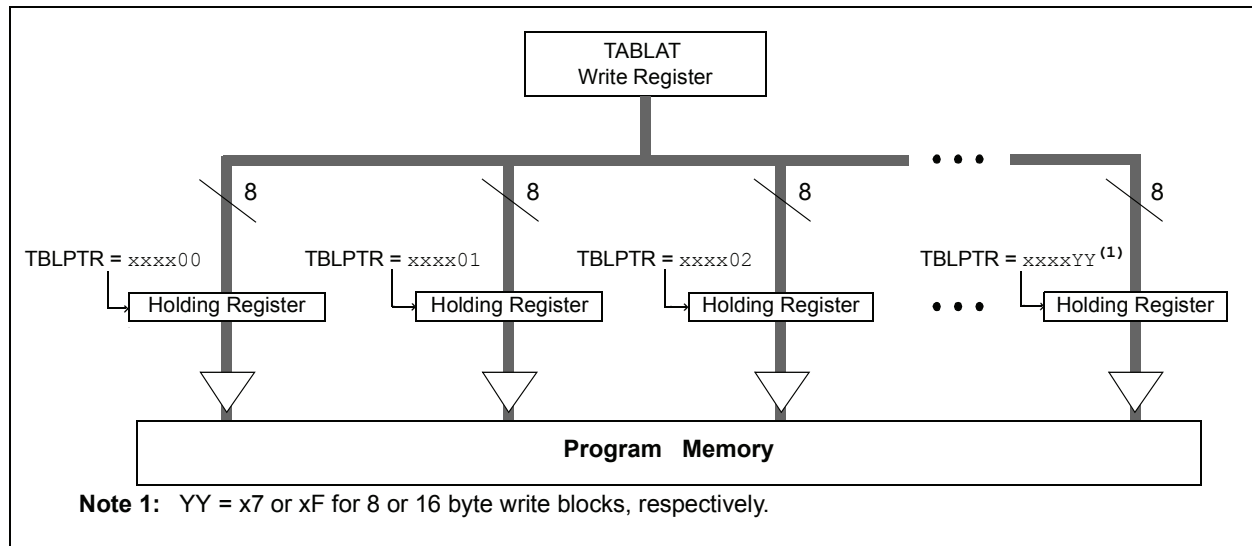 TABLAT
Write Register
8 8 8 8
TBLPTR = xxxx00 TBLPTR = xxxx01 TBLPTR = xxxx02 TBLPTR = xxxxYY(1)
Holding Register Holding Register Holding Register Holding Register
Program Memory
Note 1: YY = x7 or xF for 8 or 16 byte write blocks, respectively.